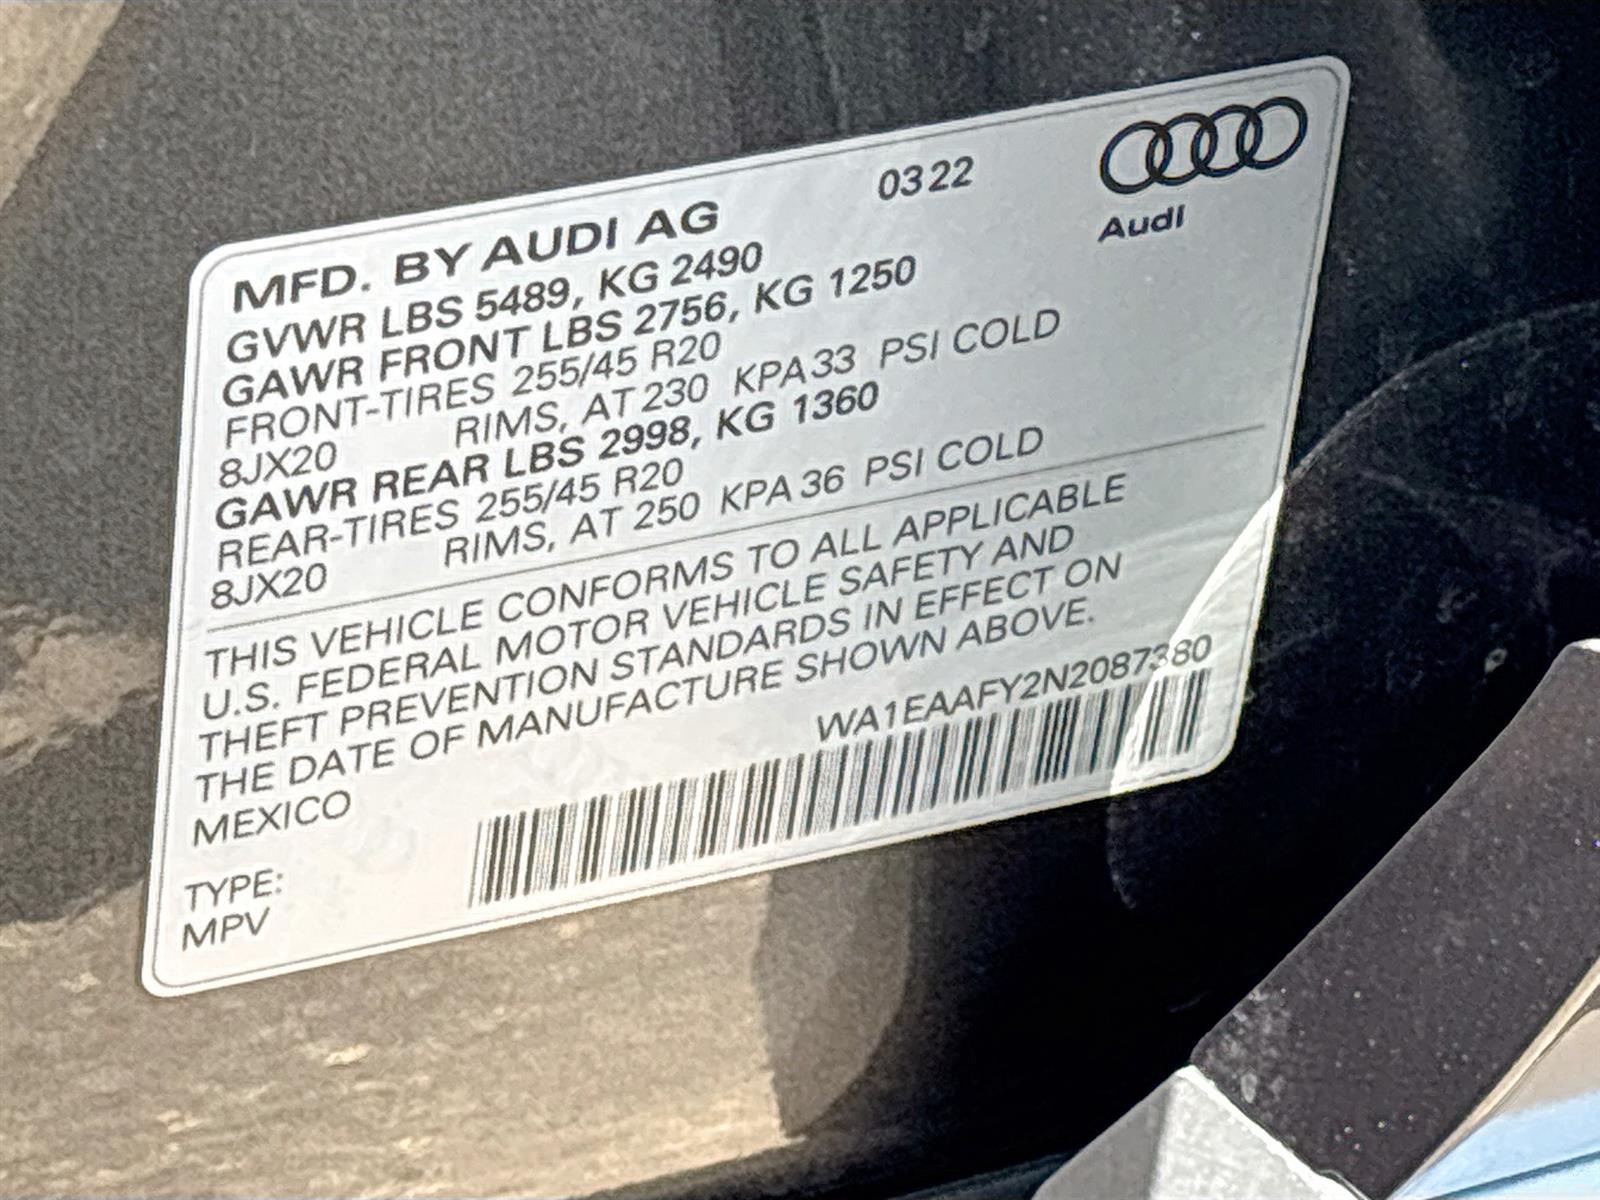 MFD. BY AUDI AG 0322
Audi
GVWR LBS 5489, KG 2490
GAWR FRONT LBS 2756, KG 1250
FRONT-TIRES 255/45 R20
8JX20 RIMS, AT 230 KPA 33 PSI COLD
GAWR REAR LBS 2998, KG 1360
REAR-TIRES 255/45 R20
8JX20 RIMS, AT 250 KPA 36 PSI COLD
THIS VEHICLE CONFORMS TO ALL APPLICABLE
U.S. FEDERAL MOTOR VEHICLE SAFETY AND
THEFT PREVENTION STANDARDS IN EFFECT ON
THE DATE OF MANUFACTURE SHOWN ABOVE.
MEXICO WA1EAAFY2N2087380
TYPE:
MPV